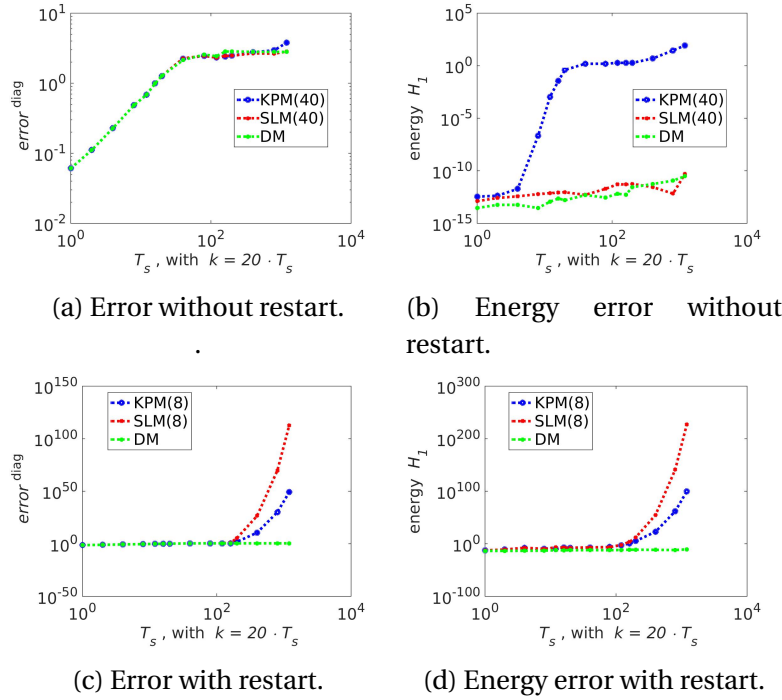 10^1
10^0
10^-1
10^-2
error diag
KPM(40)
SLM(40)
DM
10^0
10^2
10^4
T_s , with k = 20 · T_s
(a) Error without restart.
.
10^5
10^0
10^-5
10^-10
10^-15
energy H_1
KPM(40)
SLM(40)
DM
10^0
10^2
10^4
T_s , with k = 20 · T_s
(b) Energy error without
restart.
10^150
10^100
10^50
10^0
10^-50
error diag
KPM(8)
SLM(8)
DM
10^0
10^2
10^4
T_s , with k = 20 · T_s
(c) Error with restart.
10^300
10^200
10^100
10^0
10^-100
energy H_1
KPM(8)
SLM(8)
DM
10^0
10^2
10^4
T_s , with k = 20 · T_s
(d) Energy error with restart.